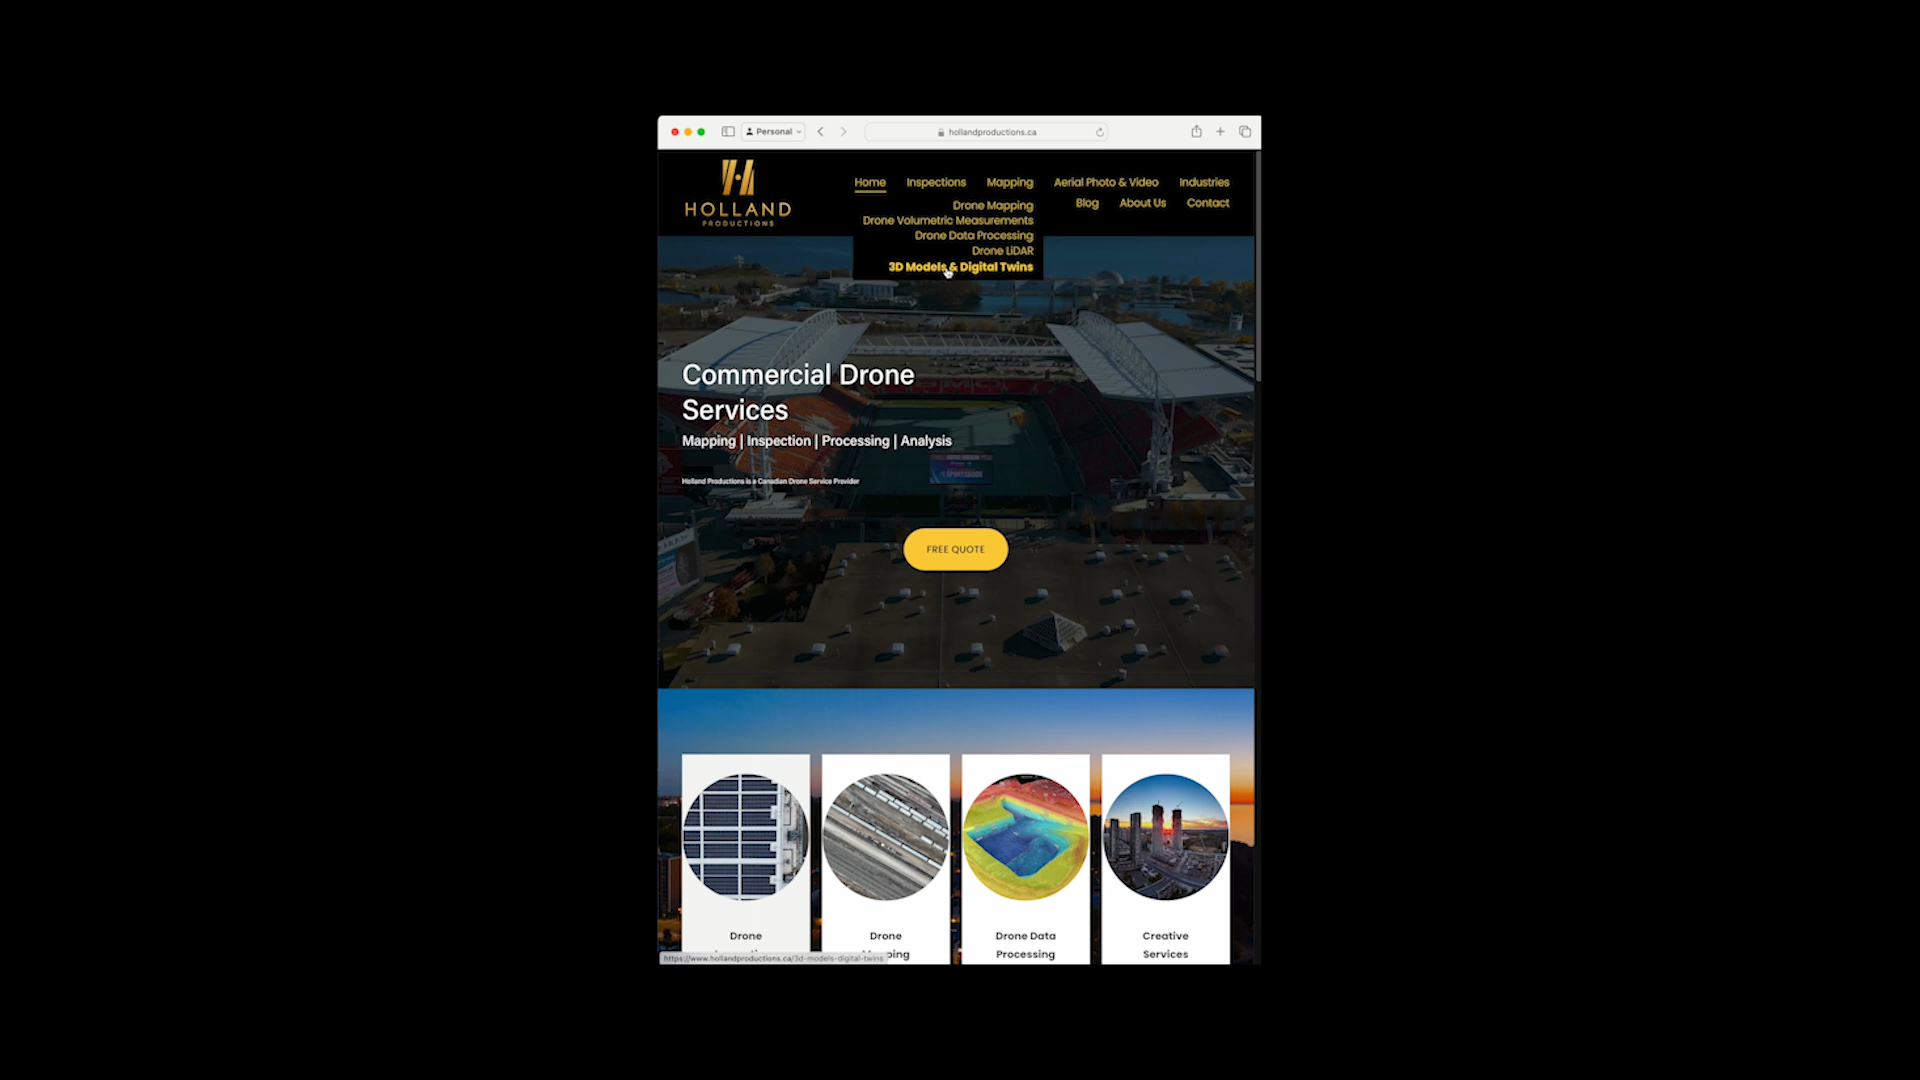 Personal
hollandproductions.ca
HOLLAND
PRODUCTIONS
Home Inspections Mapping Aerial Photo & Video Industries
Blog About Us Contact
Drone Mapping
Drone Volumetric Measurements
Drone Data Processing
Drone LiDAR
3D Models & Digital Twins
Commercial Drone
Services
Mapping | Inspection | Processing | Analysis
Holland Productions is a Canadian Drone Service Provider
BMO
SPORTSBOOK
FREE QUOTE
Drone
Drone
Drone Data
Processing
Creative
Services
https://www.hollandproductions.ca/3d-models-digital-twins